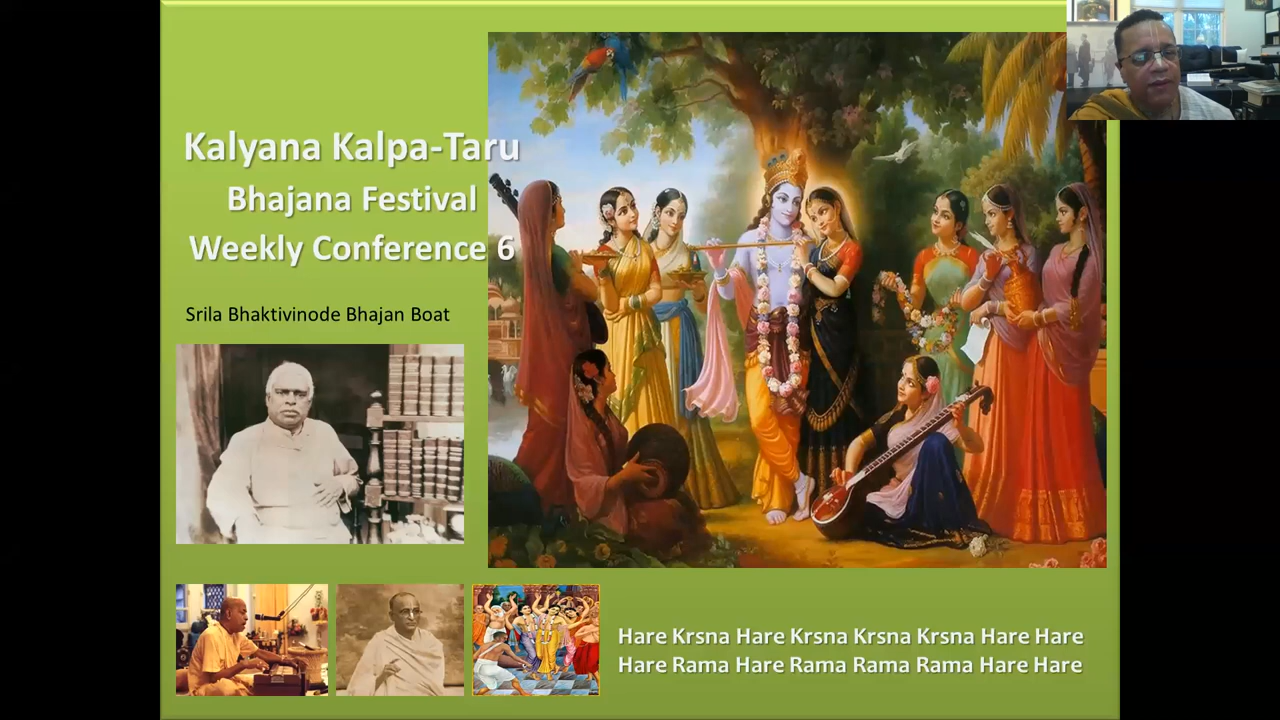 Kalyana Kalpa-Taru
Bhajana Festival
Weekly Conference 6
Srila Bhaktivinode Bhajan Boat
Hare Krsna Hare Krsna Krsna Krsna Hare Hare
Hare Rama Hare Rama Rama Rama Hare Hare